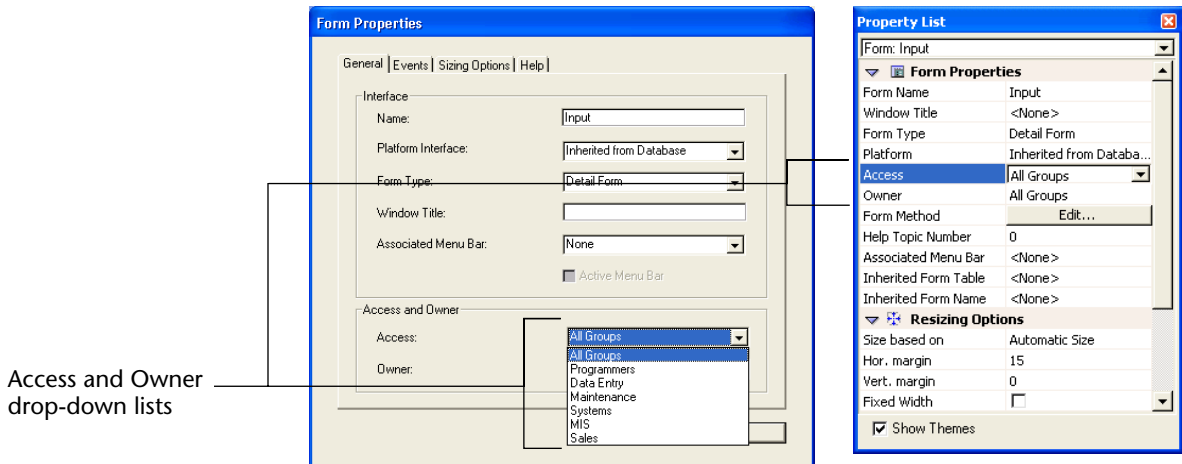 Form Properties
General Events Sizing Options Help
Interface
Name: Input
Platform Interface: Inherited from Database
Form Type: Detail Form
Window Title:
Associated Menu Bar: None
Active Menu Bar
Access and Owner
Access: All Groups
Owner:
All Groups
Programmers
Data Entry
Maintenance
Systems
MIS
Sales
Access and Owner
drop-down lists
Property List
Form: Input
Form Properties
Form Name Input
Window Title <None>
Form Type Detail Form
Platform Inherited from Databa...
Access All Groups
Owner All Groups
Form Method Edit...
Help Topic Number 0
Associated Menu Bar <None>
Inherited Form Table <None>
Inherited Form Name <None>
Resizing Options
Size based on Automatic Size
Hor. margin 15
Vert. margin 0
Fixed Width
Show Themes